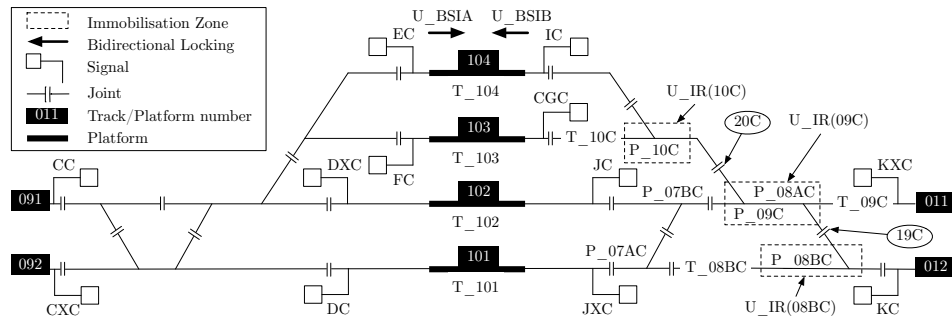 Immobilisation Zone
Bidirectional Locking
Signal
Joint
011 Track/Platform number
Platform
U_BSIA U_BSIB
EC IC
104
T_104
CGC
U_IR(10C)
103
T_10C
20C
U_IR(09C)
FC
T_103
P_10C
CC
DXC
JC
KXC
091
102
P_07BC
P_08AC
T_09C
011
T_102
P_09C
19C
092
101
P_07AC
T_08BC
P_08BC
012
CXC
DC
T_101
JXC
U_IR(08BC)
KC